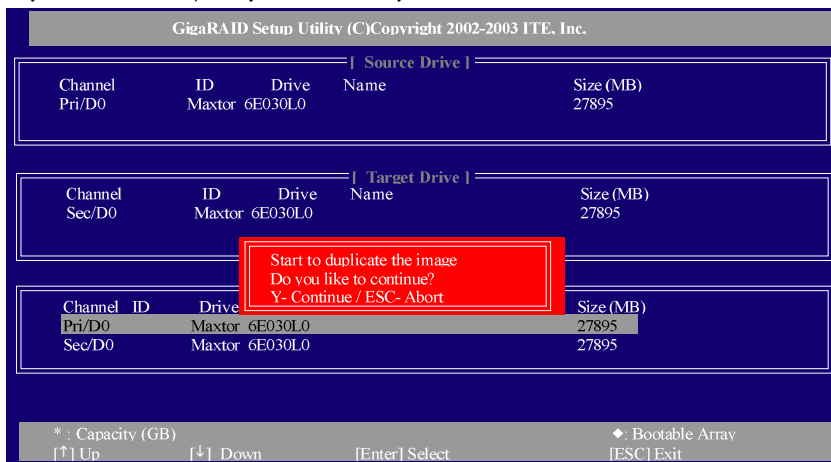 GigaRAID Setup Utility (C)Copyright 2002-2003 ITE, Inc.
[ Source Drive ]
Channel ID Drive Name Size (MB)
Pri/D0 Maxtor 6E030L0 27895
[ Target Drive ]
Channel ID Drive Name Size (MB)
Sec/D0 Maxtor 6E030L0 27895
Start to duplicate the image
Do you like to continue?
Y- Continue / ESC- Abort
Channel ID Drive Size (MB)
Pri/D0 Maxtor 6E030L0 27895
Sec/D0 Maxtor 6E030L0 27895
* : Capacity (GB) ◆: Bootable Array
[↑] Up [↓] Down [Enter] Select [ESC] Exit